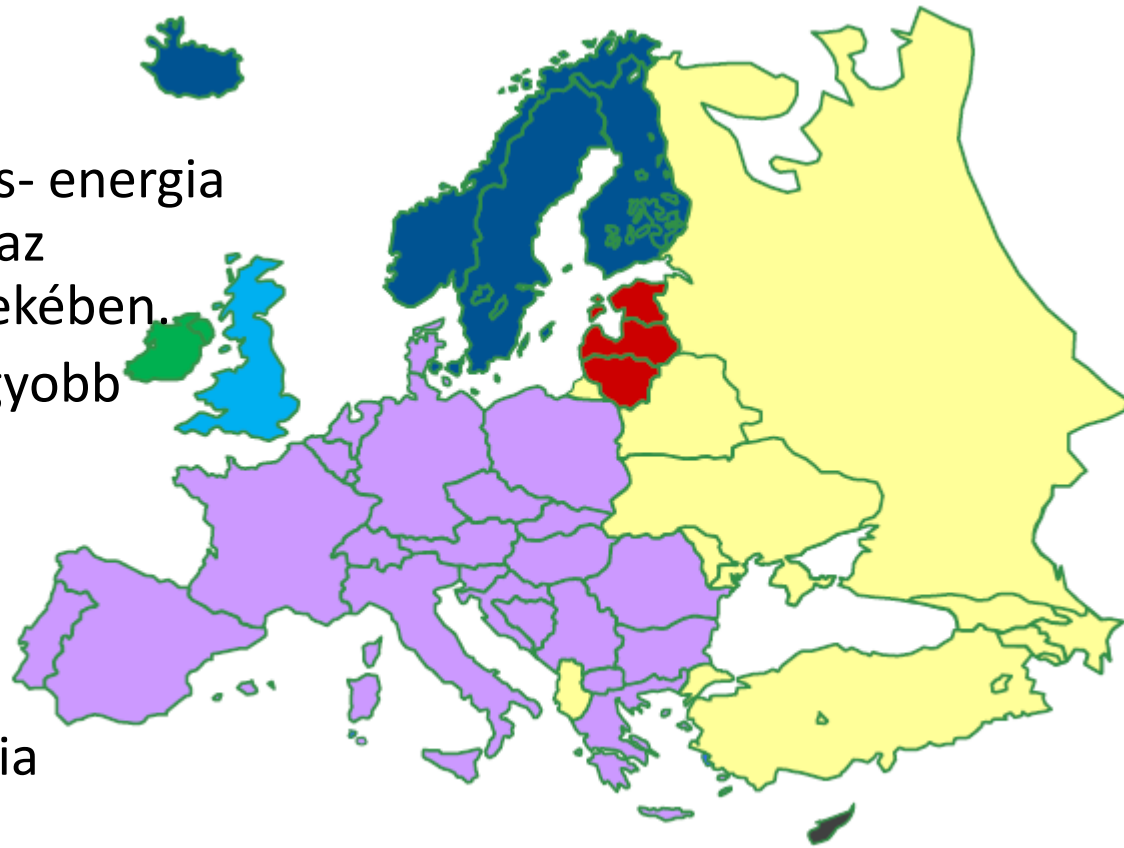 s- energia
az
ekében.
gyobb
ia